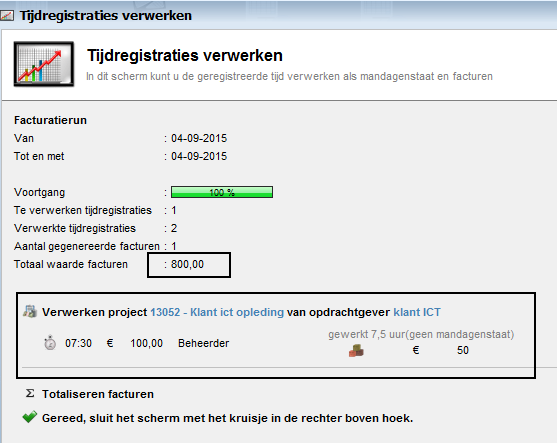 Tijdregistraties verwerken
Tijdregistraties verwerken
In dit scherm kunt u de geregistreerde tijd verwerken als mandagenstaat en facturen
Facturatierun
Van : 04-09-2015
Tot en met : 04-09-2015
Voortgang : 100 %
Te verwerken tijdregistraties : 1
Verwerkte tijdregistraties : 2
Aantal gegenereerde facturen : 1
Totaal waarde facturen : 800,00
Verwerken project 13052 - Klant ict opleding van opdrachtgever klant ICT
gewerkt 7,5 uur(geen mandagenstaat)
07:30 € 100,00 Beheerder € 50
Σ Totaliseren facturen
Gereed, sluit het scherm met het kruisje in de rechter boven hoek.